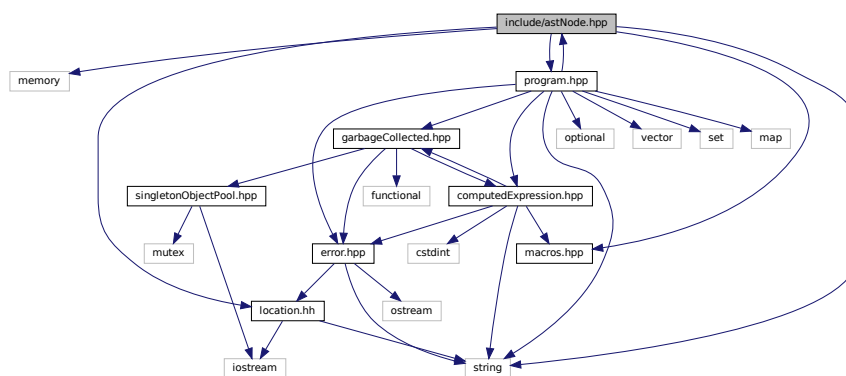 include/astNode.hpp
memory
program.hpp
garbageCollected.hpp
optional
vector
set
map
singletonObjectPool.hpp
functional
computedExpression.hpp
mutex
error.hpp
cstdint
macros.hpp
location.hh
ostream
iostream
string